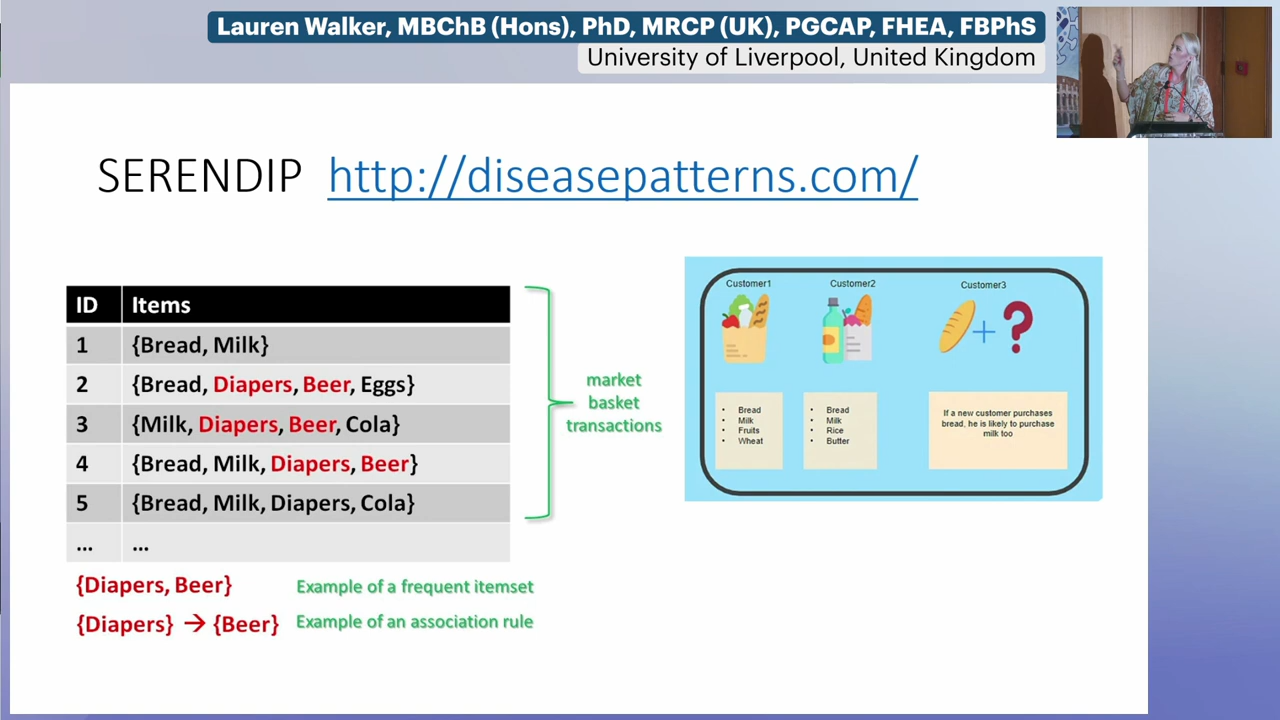 Lauren Walker, MBChB (Hons), PhD, MRCP (UK), PGCAP, FHEA, FBPhS
University of Liverpool, United Kingdom
SERENDIP http://diseasepatterns.com/
ID Items
1 {Bread, Milk}
2 {Bread, Diapers, Beer, Eggs}
3 {Milk, Diapers, Beer, Cola}
4 {Bread, Milk, Diapers, Beer}
5 {Bread, Milk, Diapers, Cola}
... ...
market
basket
transactions
{Diapers, Beer} Example of a frequent itemset
{Diapers} → {Beer} Example of an association rule
Customer1
Customer2
Customer3
+ ?
• Bread
• Milk
• Fruits
• Wheat
• Bread
• Milk
• Rice
• Butter
If a new customer purchases
bread, he is likely to purchase
milk too